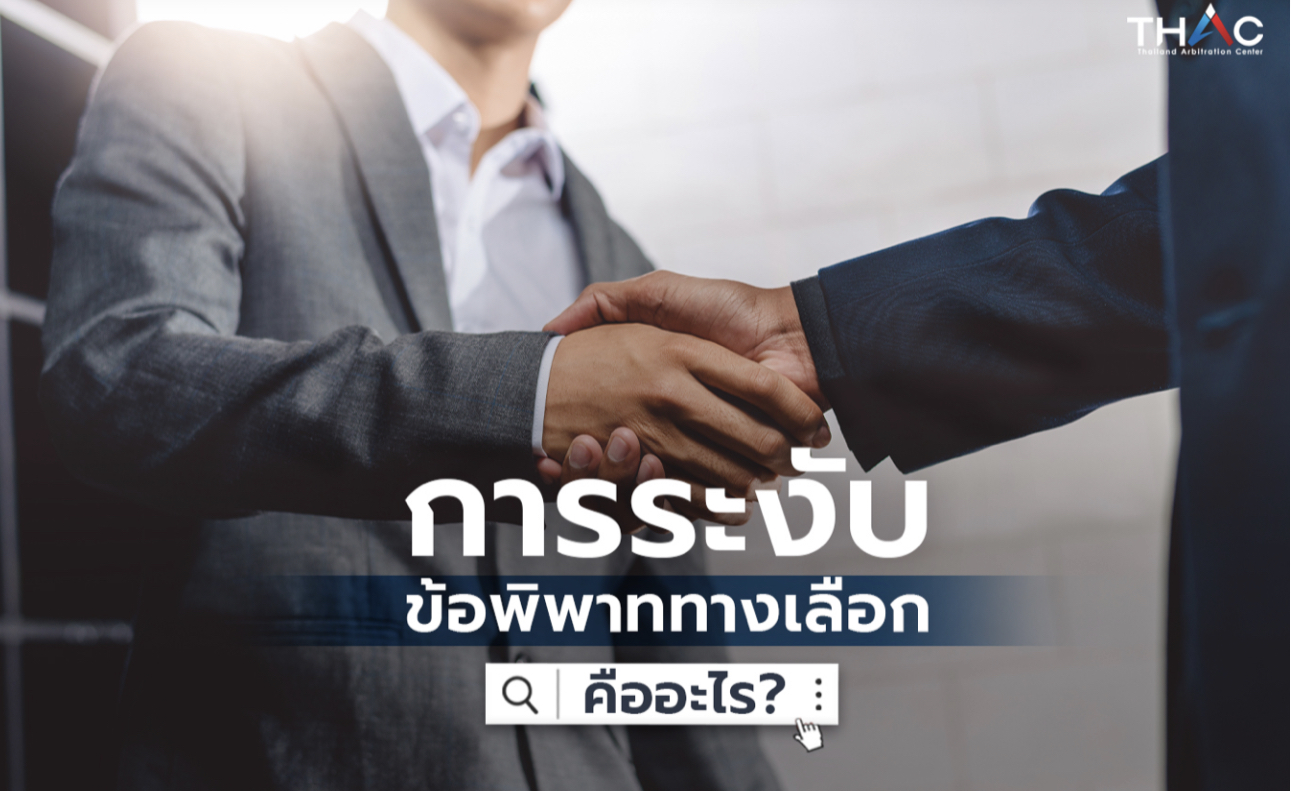 THAC
Thailand Arbitration Center
การระงับ
ข้อพิพาททางเลือก
คืออะไร?